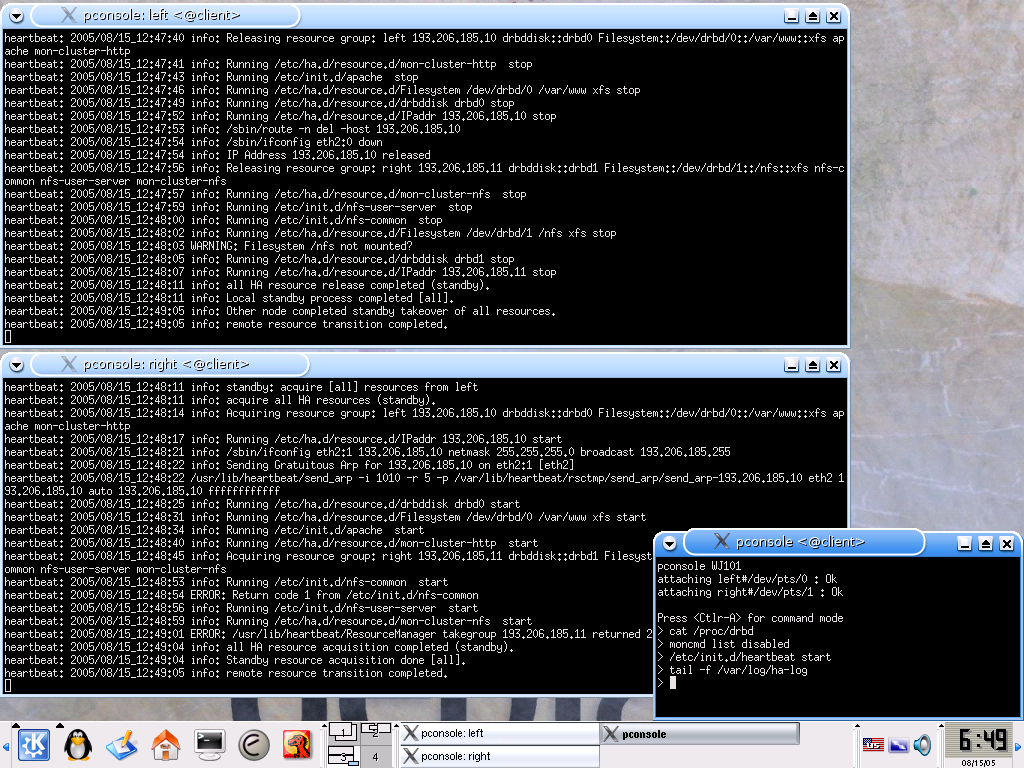 pconsole: left <@client>
heartbeat: 2005/08/15_12:47:40 info: Releasing resource group: left 193.206.185.10 drbddisk::drbd0 Filesystem::/dev/drbd/0::/var/www::xfs ap
ache mon-cluster-http
heartbeat: 2005/08/15_12:47:41 info: Running /etc/ha.d/resource.d/mon-cluster-http  stop
heartbeat: 2005/08/15_12:47:43 info: Running /etc/init.d/apache  stop
heartbeat: 2005/08/15_12:47:46 info: Running /etc/ha.d/resource.d/Filesystem /dev/drbd/0 /var/www xfs stop
heartbeat: 2005/08/15_12:47:49 info: Running /etc/ha.d/resource.d/drbddisk drbd0 stop
heartbeat: 2005/08/15_12:47:52 info: Running /etc/ha.d/resource.d/IPaddr 193.206.185.10 stop
heartbeat: 2005/08/15_12:47:53 info: /sbin/route -n del -host 193.206.185.10
heartbeat: 2005/08/15_12:47:54 info: /sbin/ifconfig eth2:0 down
heartbeat: 2005/08/15_12:47:54 info: IP Address 193.206.185.10 released
heartbeat: 2005/08/15_12:47:56 info: Releasing resource group: right 193.206.185.11 drbddisk::drbd1 Filesystem::/dev/drbd/1::/nfs::xfs nfs-c
ommon nfs-user-server mon-cluster-nfs
heartbeat: 2005/08/15_12:47:57 info: Running /etc/ha.d/resource.d/mon-cluster-nfs  stop
heartbeat: 2005/08/15_12:47:59 info: Running /etc/init.d/nfs-user-server  stop
heartbeat: 2005/08/15_12:48:00 info: Running /etc/init.d/nfs-common  stop
heartbeat: 2005/08/15_12:48:02 info: Running /etc/ha.d/resource.d/Filesystem /dev/drbd/1 /nfs xfs stop
heartbeat: 2005/08/15_12:48:03 WARNING: Filesystem /nfs not mounted?
heartbeat: 2005/08/15_12:48:05 info: Running /etc/ha.d/resource.d/drbddisk drbd1 stop
heartbeat: 2005/08/15_12:48:07 info: Running /etc/ha.d/resource.d/IPaddr 193.206.185.11 stop
heartbeat: 2005/08/15_12:48:11 info: all HA resource release completed (standby).
heartbeat: 2005/08/15_12:48:11 info: Local standby process completed [all].
heartbeat: 2005/08/15_12:49:05 info: Other node completed standby takeover of all resources.
heartbeat: 2005/08/15_12:49:05 info: remote resource transition completed.
pconsole: right <@client>
heartbeat: 2005/08/15_12:48:11 info: standby: acquire [all] resources from left
heartbeat: 2005/08/15_12:48:11 info: acquire all HA resources (standby).
heartbeat: 2005/08/15_12:48:14 info: Acquiring resource group: left 193.206.185.10 drbddisk::drbd0 Filesystem::/dev/drbd/0::/var/www::xfs ap
ache mon-cluster-http
heartbeat: 2005/08/15_12:48:17 info: Running /etc/ha.d/resource.d/IPaddr 193.206.185.10 start
heartbeat: 2005/08/15_12:48:21 info: /sbin/ifconfig eth2:1 193.206.185.10 netmask 255.255.255.0 broadcast 193.206.185.255
heartbeat: 2005/08/15_12:48:22 info: Sending Gratuitous Arp for 193.206.185.10 on eth2:1 [eth2]
heartbeat: 2005/08/15_12:48:22 /usr/lib/heartbeat/send_arp -i 1010 -r 5 -p /var/lib/heartbeat/rsctmp/send_arp/send_arp-193.206.185.10 eth2 1
93.206.185.10 auto 193.206.185.10 ffffffffffff
heartbeat: 2005/08/15_12:48:25 info: Running /etc/ha.d/resource.d/drbddisk drbd0 start
heartbeat: 2005/08/15_12:48:31 info: Running /etc/ha.d/resource.d/Filesystem /dev/drbd/0 /var/www xfs start
heartbeat: 2005/08/15_12:48:34 info: Running /etc/init.d/apache  start
heartbeat: 2005/08/15_12:48:40 info: Running /etc/ha.d/resource.d/mon-cluster-http  start
heartbeat: 2005/08/15_12:48:45 info: Acquiring resource group: right 193.206.185.11 drbddisk::drbd1 Filesyst
ommon nfs-user-server mon-cluster-nfs
heartbeat: 2005/08/15_12:48:53 info: Running /etc/init.d/nfs-common  start
heartbeat: 2005/08/15_12:48:54 ERROR: Return code 1 from /etc/init.d/nfs-common
heartbeat: 2005/08/15_12:48:56 info: Running /etc/init.d/nfs-user-server  start
heartbeat: 2005/08/15_12:48:59 info: Running /etc/ha.d/resource.d/mon-cluster-nfs  start
heartbeat: 2005/08/15_12:49:01 ERROR: /usr/lib/heartbeat/ResourceManager takegroup 193.206.185.11 returned 2
heartbeat: 2005/08/15_12:49:04 info: all HA resource acquisition completed (standby).
heartbeat: 2005/08/15_12:49:04 info: Standby resource acquisition done [all].
heartbeat: 2005/08/15_12:49:05 info: remote resource transition completed.
pconsole <@client>
pconsole WJ101
attaching left#/dev/pts/0 : Ok
attaching right#/dev/pts/1 : Ok
Press <Ctlr-A> for command mode
> cat /proc/drbd
> moncmd list disabled
> /etc/init.d/heartbeat start
> tail -f /var/log/ha-log
>
1 2
3 4
pconsole: left
pconsole
pconsole: right
US
6:49
08/15/05